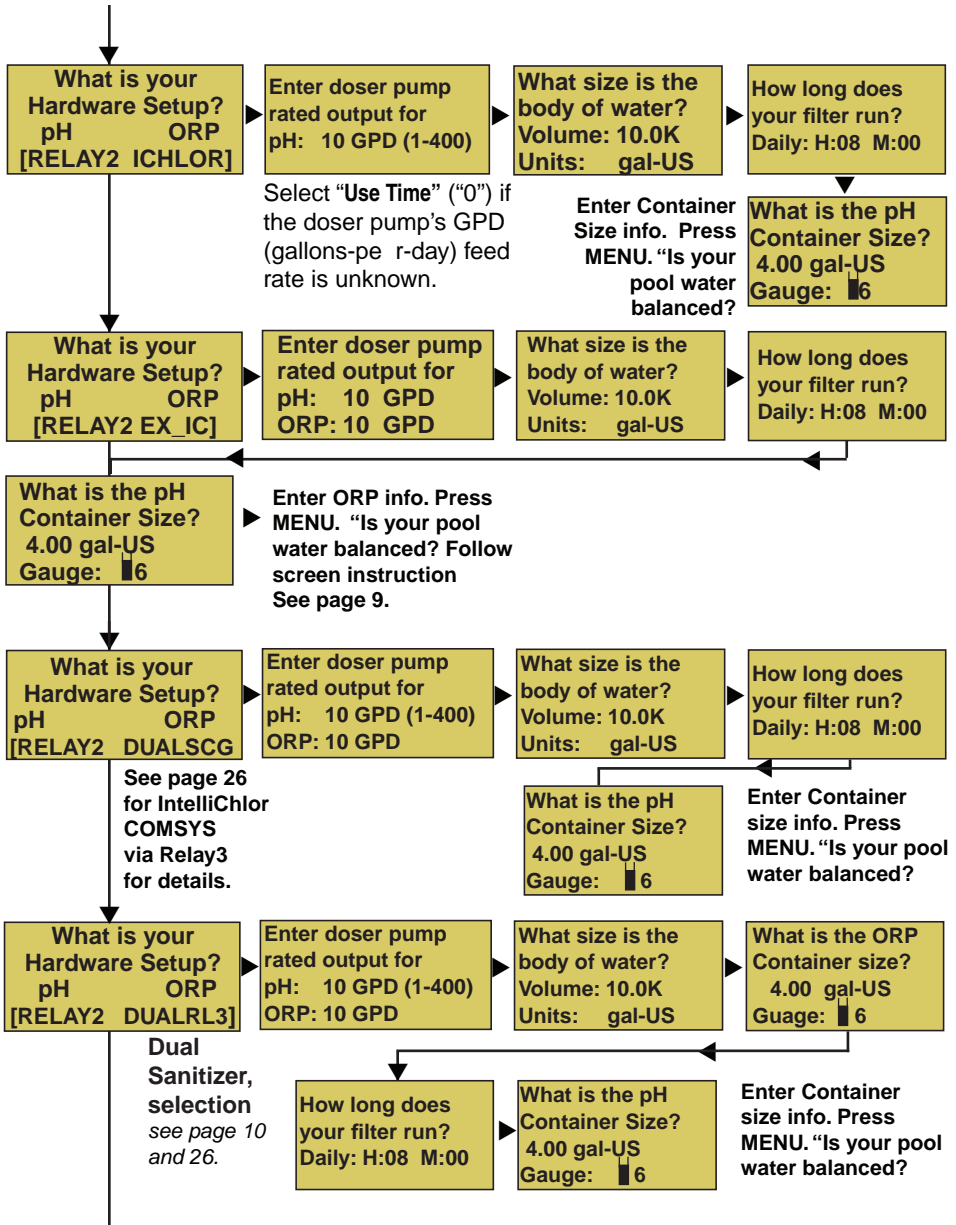 What is your
Hardware Setup?
pH ORP
[RELAY2 ICHLOR]
Enter doser pump
rated output for
pH: 10 GPD (1-400)
What size is the
body of water?
Volume: 10.0K
Units: gal-US
How long does
your filter run?
Daily: H:08 M:00
Select “Use Time” (“0”) if
the doser pump’s GPD
(gallons-pe r-day) feed
rate is unknown.
Enter Container
Size info. Press
MENU. “Is your
pool water
balanced?
What is the pH
Container Size?
4.00 gal-US
Gauge: 6
What is your
Hardware Setup?
pH ORP
[RELAY2 EX_IC]
Enter doser pump
rated output for
pH: 10 GPD
ORP: 10 GPD
What size is the
body of water?
Volume: 10.0K
Units: gal-US
How long does
your filter run?
Daily: H:08 M:00
What is the pH
Container Size?
4.00 gal-US
Gauge: 6
Enter ORP info. Press
MENU. “Is your pool
water balanced? Follow
screen instruction
See page 9.
What is your
Hardware Setup?
pH ORP
[RELAY2 DUALSCG
Enter doser pump
rated output for
pH: 10 GPD (1-400)
ORP: 10 GPD
What size is the
body of water?
Volume: 10.0K
Units: gal-US
How long does
your filter run?
Daily: H:08 M:00
See page 26
for IntelliChlor
COMSYS
via Relay3
for details.
What is the pH
Container Size?
4.00 gal-US
Gauge: 6
Enter Container
size info. Press
MENU. “Is your pool
water balanced?
What is your
Hardware Setup?
pH ORP
[RELAY2 DUALRL3]
Enter doser pump
rated output for
pH: 10 GPD (1-400)
ORP: 10 GPD
What size is the
body of water?
Volume: 10.0K
Units: gal-US
What is the ORP
Container size?
4.00 gal-US
Guage: 6
Dual
Sanitizer,
selection
see page 10
and 26.
How long does
your filter run?
Daily: H:08 M:00
What is the pH
Container Size?
4.00 gal-US
Gauge: 6
Enter Container
size info. Press
MENU. “Is your pool
water balanced?